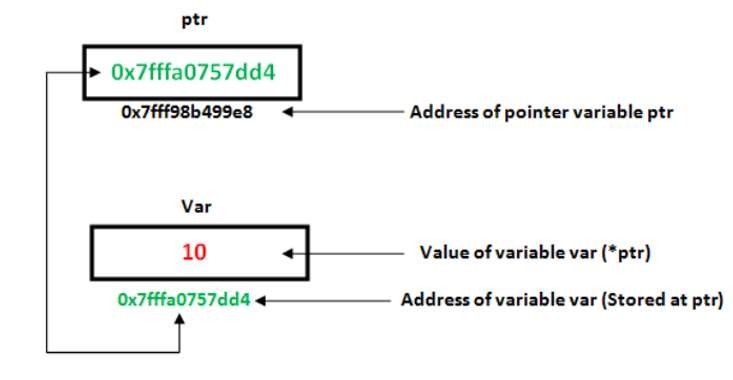 ptr
0x7fffa0757dd4
0x7fff98b499e8
Address of pointer variable ptr
Var
10
Value of variable var (*ptr)
0x7fffa0757dd4
Address of variable var (Stored at ptr)